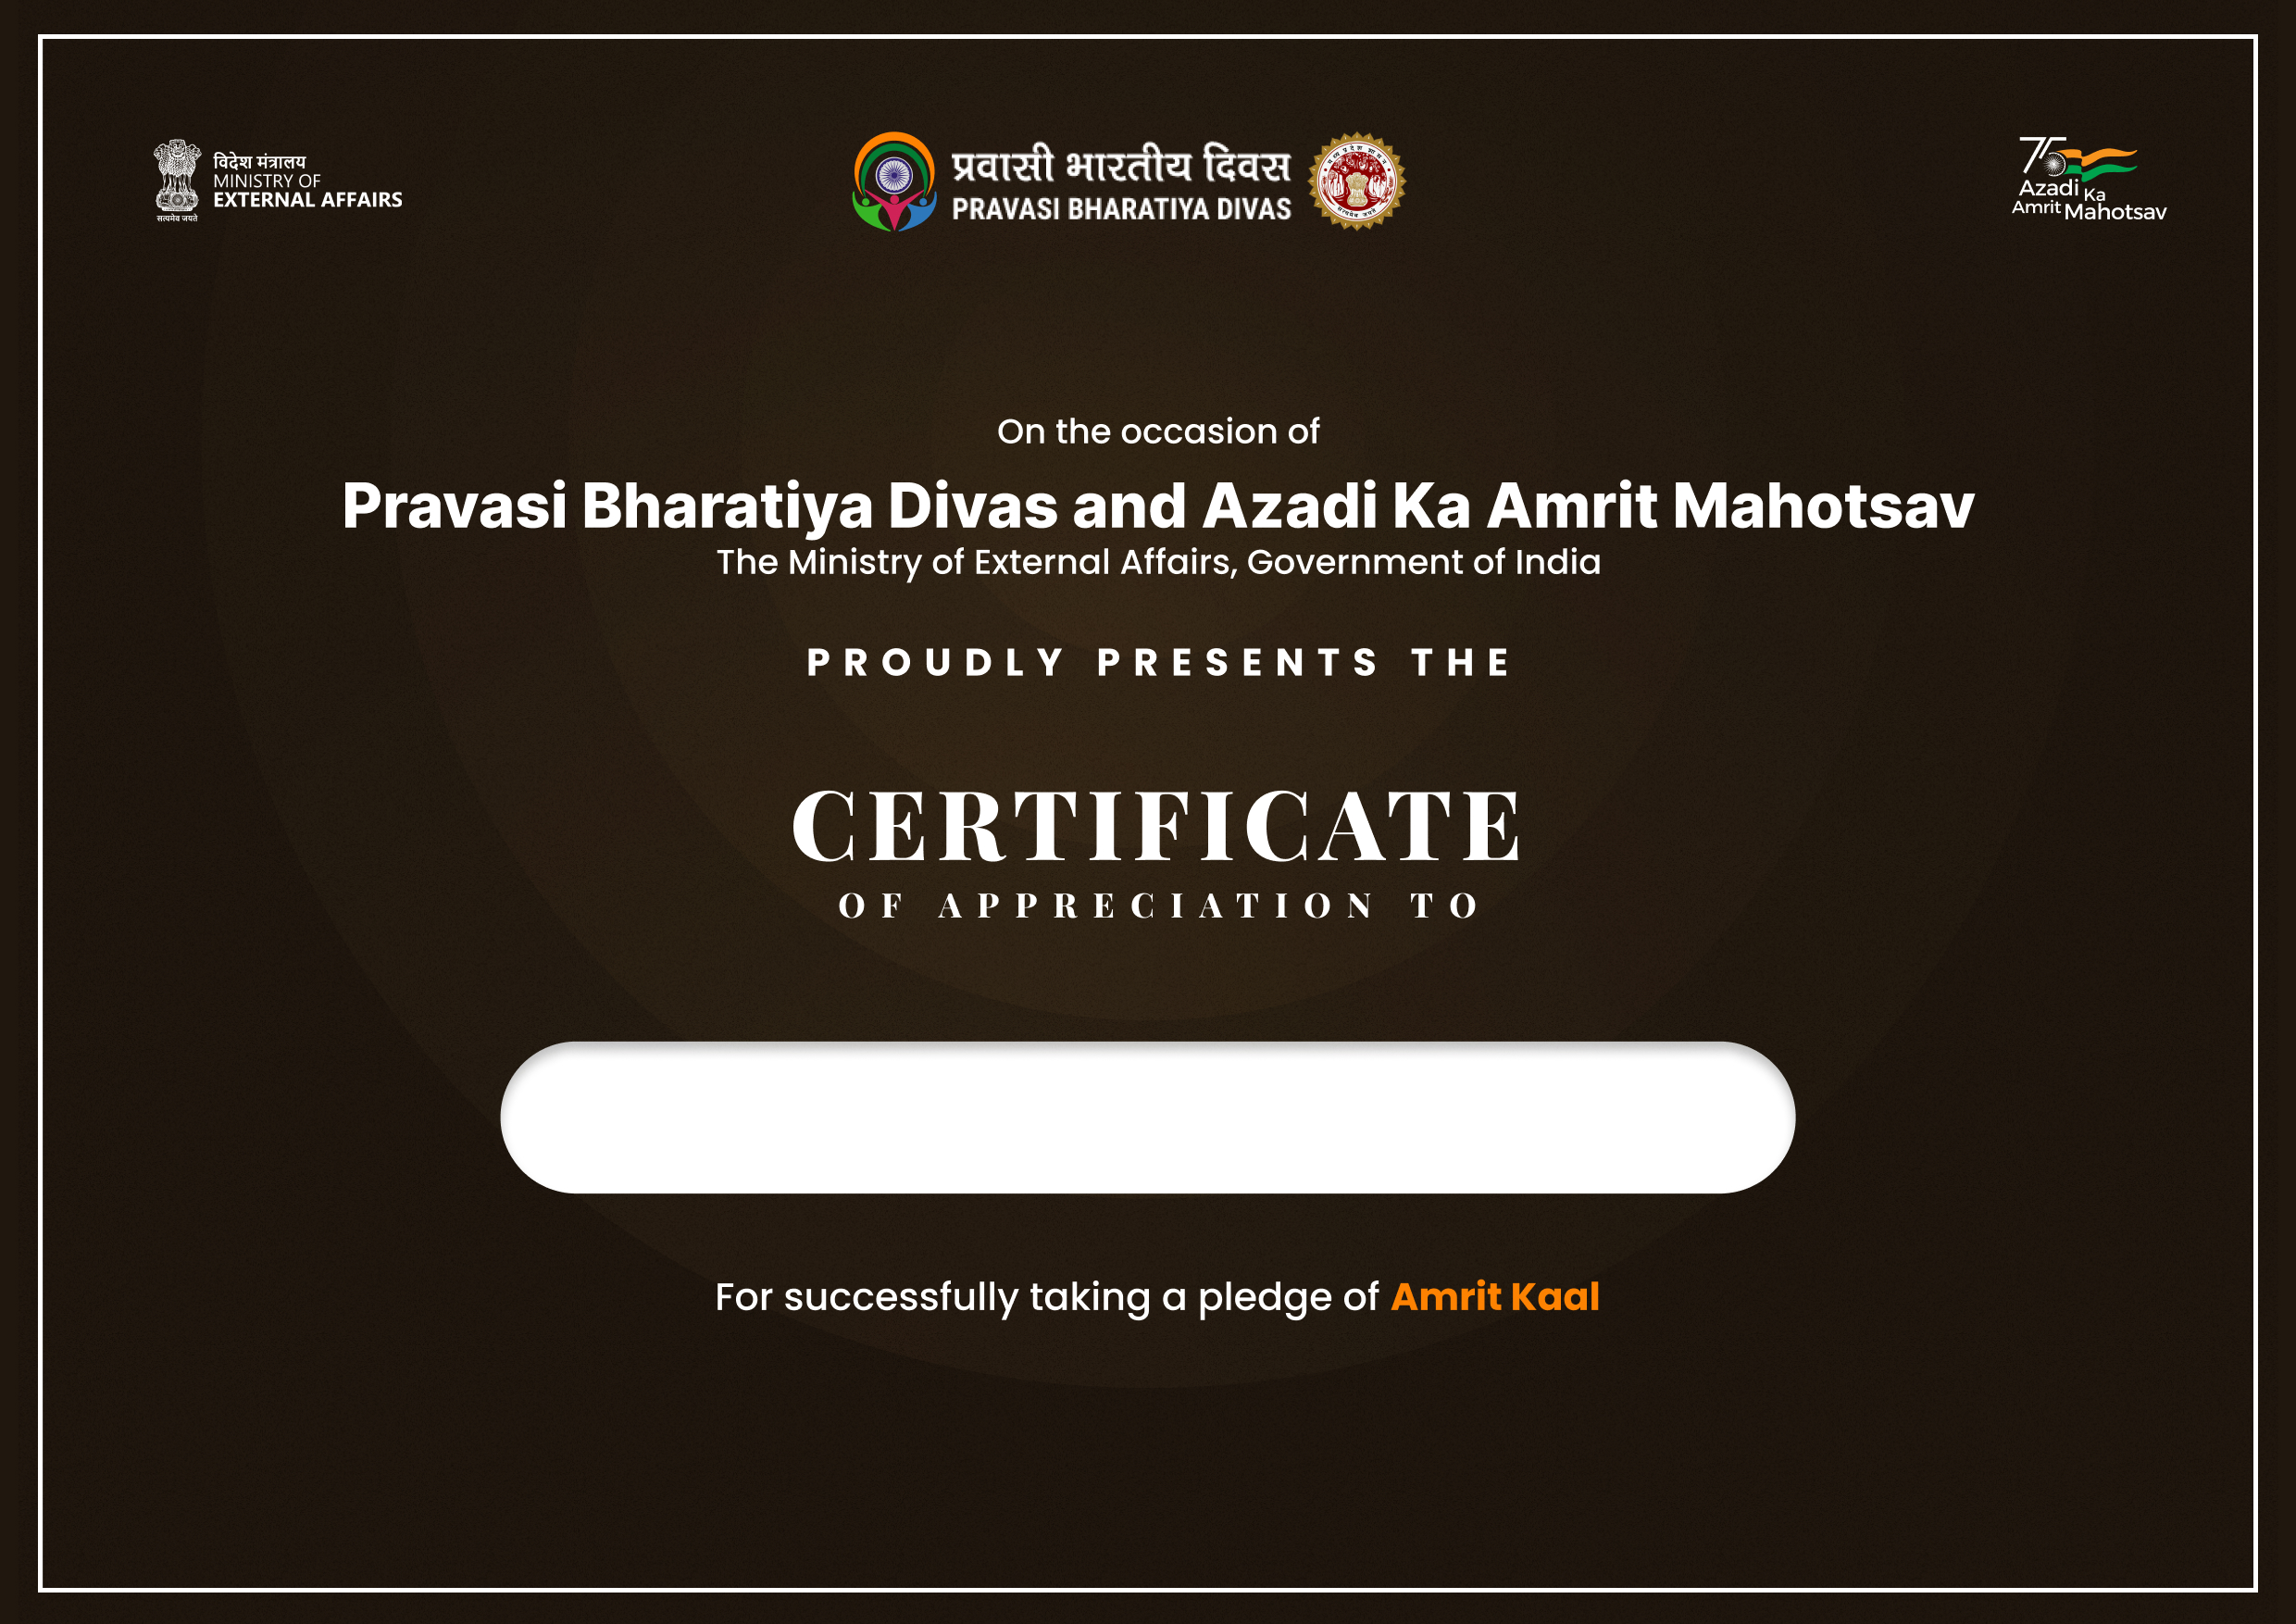 विदेश मंत्रालय
MINISTRY OF
EXTERNAL AFFAIRS
सत्यमेव जयते
प्रवासी भारतीय दिवस
PRAVASI BHARATIYA DIVAS
75
Azadi Ka
Amrit Mahotsav
On the occasion of
Pravasi Bharatiya Divas and Azadi Ka Amrit Mahotsav
The Ministry of External Affairs, Government of India
PROUDLY PRESENTS THE
CERTIFICATE
OF APPRECIATION TO
For successfully taking a pledge of Amrit Kaal